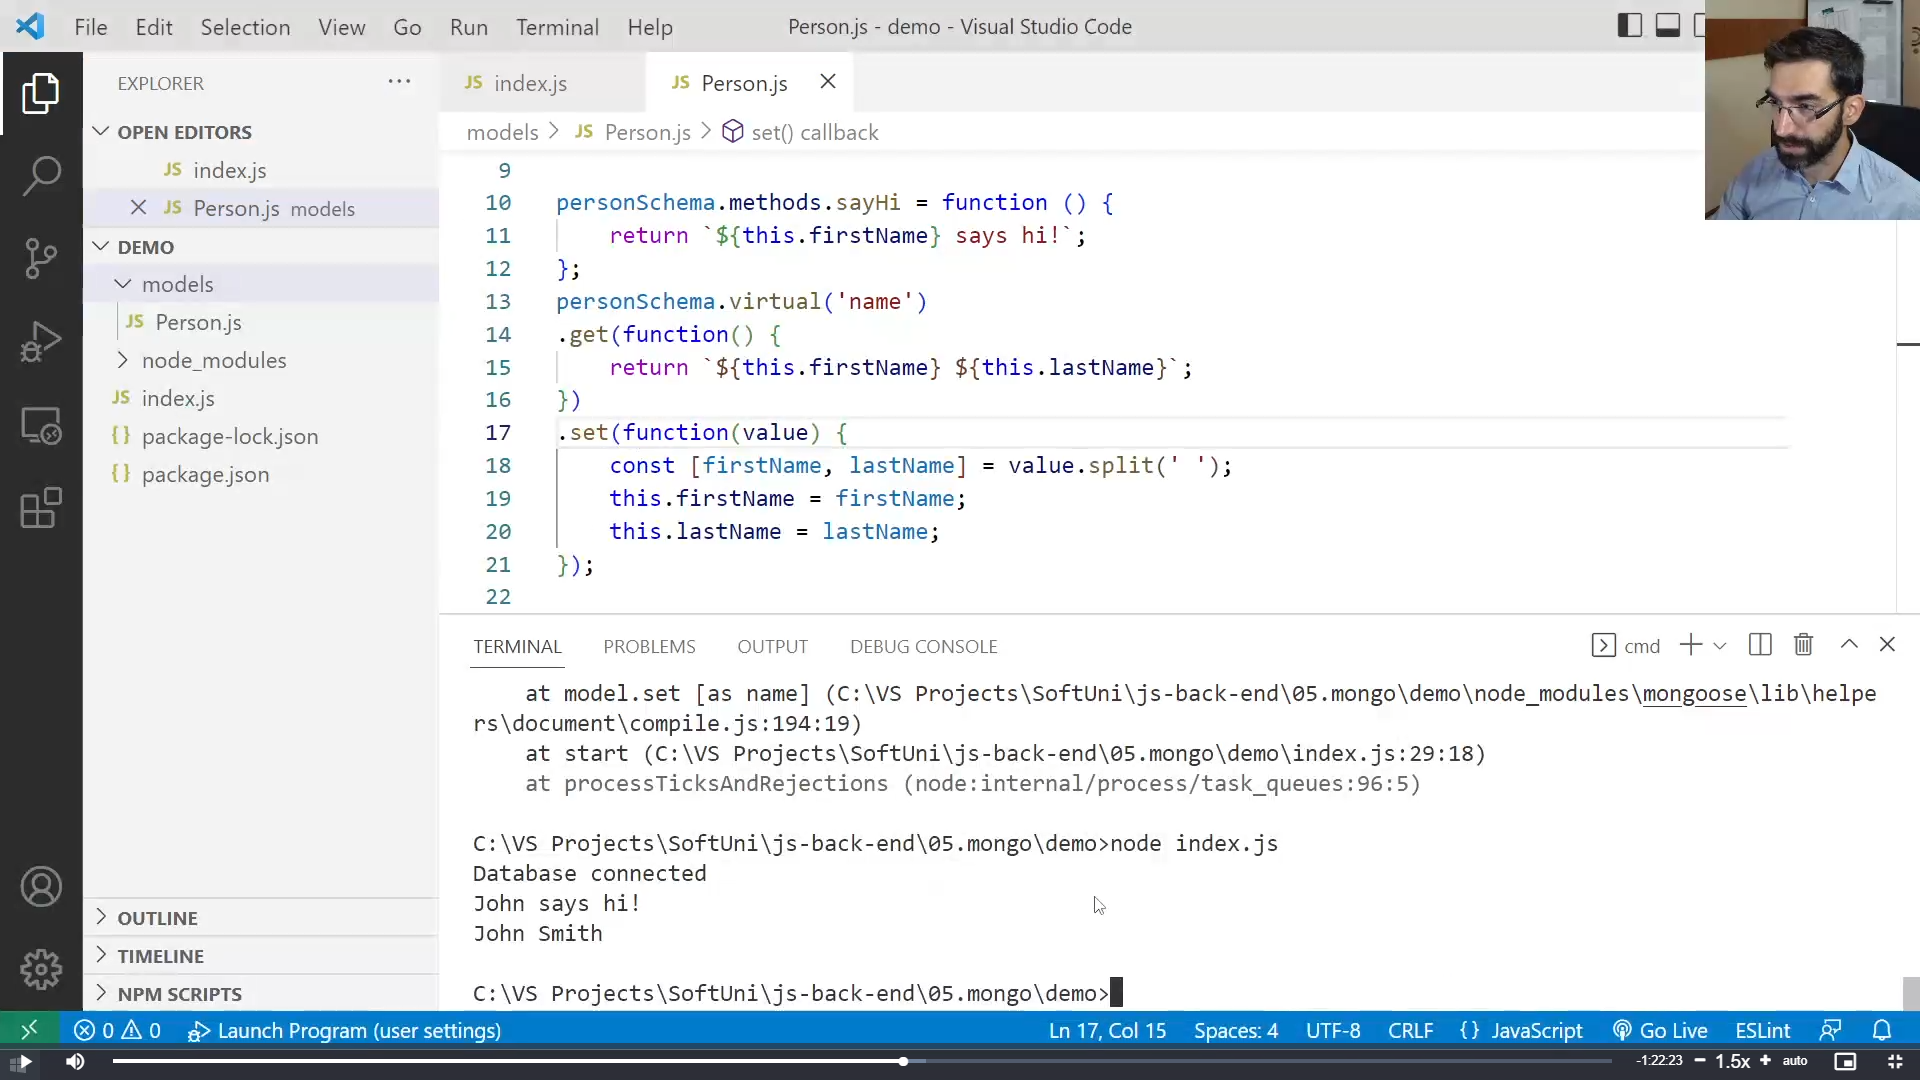 File Edit Selection View Go Run Terminal Help
Person.js - demo - Visual Studio Code
EXPLORER
OPEN EDITORS
JS index.js
JS Person.js models
DEMO
models
JS Person.js
node_modules
JS index.js
{} package-lock.json
{} package.json
OUTLINE
TIMELINE
NPM SCRIPTS
JS index.js
JS Person.js
models > JS Person.js > set() callback
9
10 personSchema.methods.sayHi = function () {
11 return `${this.firstName} says hi!`;
12 };
13 personSchema.virtual('name')
14 .get(function() {
15 return `${this.firstName} ${this.lastName}`;
16 })
17 .set(function(value) {
18 const [firstName, lastName] = value.split(' ');
19 this.firstName = firstName;
20 this.lastName = lastName;
21 });
22
TERMINAL PROBLEMS OUTPUT DEBUG CONSOLE
cmd
at model.set [as name] (C:\VS Projects\SoftUni\js-back-end\05.mongo\demo\node_modules\mongoose\lib\helpe
rs\document\compile.js:194:19)
at start (C:\VS Projects\SoftUni\js-back-end\05.mongo\demo\index.js:29:18)
at processTicksAndRejections (node:internal/process/task_queues:96:5)
C:\VS Projects\SoftUni\js-back-end\05.mongo\demo>node index.js
Database connected
John says hi!
John Smith
C:\VS Projects\SoftUni\js-back-end\05.mongo\demo>
0 0 Launch Program (user settings)
Ln 17, Col 15 Spaces: 4 UTF-8 CRLF {} JavaScript Go Live ESLint
-1:22:23 − 1.5x + auto